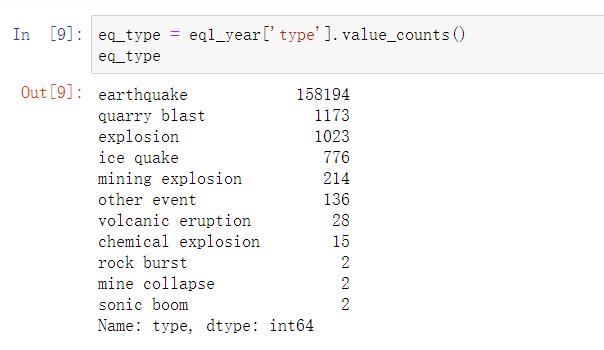 In [9]: eq_type = eq1_year['type'].value_counts()
eq_type
Out[9]: earthquake 158194
quarry blast 1173
explosion 1023
ice quake 776
mining explosion 214
other event 136
volcanic eruption 28
chemical explosion 15
rock burst 2
mine collapse 2
sonic boom 2
Name: type, dtype: int64